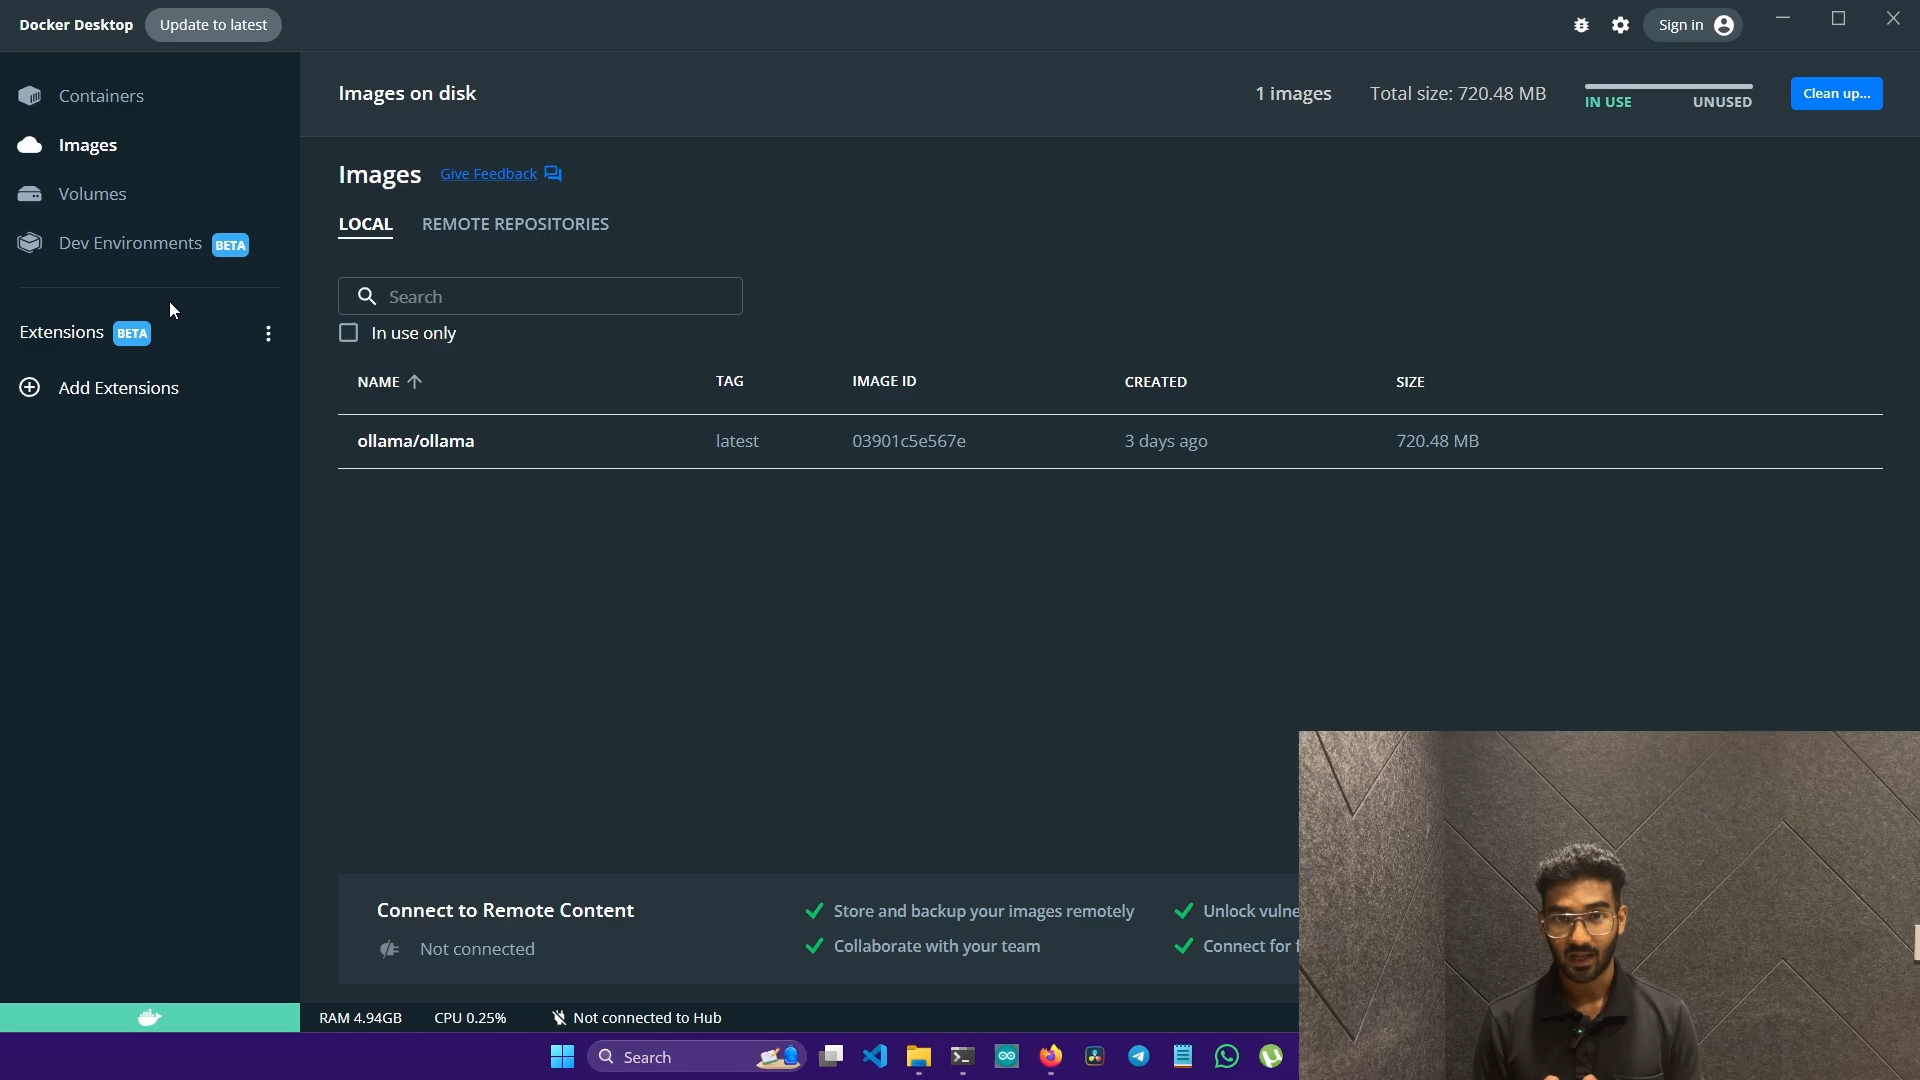 Docker Desktop
Update to latest
Sign in
Containers
Images
Volumes
Dev Environments BETA
Extensions BETA
Add Extensions
Images on disk
1 images
Total size: 720.48 MB
IN USE
UNUSED
Clean up...
Images
Give Feedback
LOCAL
REMOTE REPOSITORIES
Search
In use only
NAME TAG IMAGE ID CREATED SIZE
ollama/ollama latest 03901c5e567e 3 days ago 720.48 MB
Connect to Remote Content
Not connected
Store and backup your images remotely
Collaborate with your team
Unlock vulne
Connect for f
RAM 4.94GB CPU 0.25% Not connected to Hub
Search